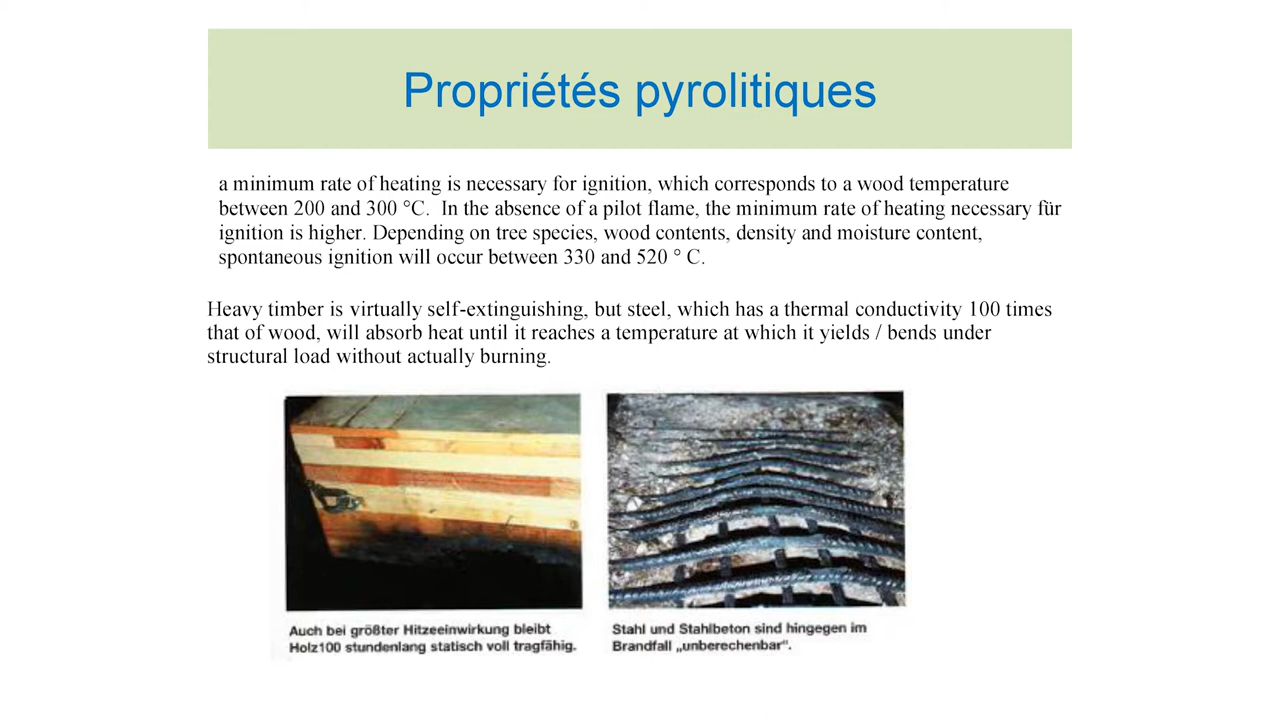 Propriétés pyrolitiques
a minimum rate of heating is necessary for ignition, which corresponds to a wood temperature
between 200 and 300 °C.  In the absence of a pilot flame, the minimum rate of heating necessary für
ignition is higher. Depending on tree species, wood contents, density and moisture content,
spontaneous ignition will occur between 330 and 520 ° C.
Heavy timber is virtually self-extinguishing, but steel, which has a thermal conductivity 100 times
that of wood, will absorb heat until it reaches a temperature at which it yields / bends under
structural load without actually burning.
Auch bei größter Hitzeeinwirkung bleibt
Holz100 stundenlang statisch voll tragfähig.
Stahl und Stahlbeton sind hingegen im
Brandfall „unberechenbar“.